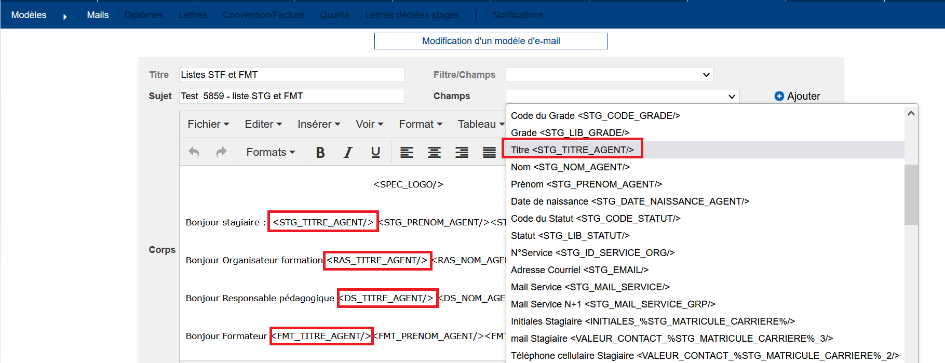 Modèles Mails Diplômes Lettres Convention/Facture Qualité Lettres dédiées stages | Notifications
Modification d'un modèle d'e-mail
Titre Listes STF et FMT Filtre/Champs
Sujet Test 5859 - liste STG et FMT Champs Ajouter
Fichier Editer Insérer Voir Format Tableau
Formats B I U
<SPEC_LOGO/>
Corps
Bonjour stagiaire : <STG_TITRE_AGENT/> <STG_PRENOM_AGENT/><ST
Bonjour Organisateur formation <RAS_TITRE_AGENT/> <RAS_NOM_AGE
Bonjour Responsable pédagogique <DS_TITRE_AGENT/> <DS_NOM_AGE
Bonjour Formateur <FMT_TITRE_AGENT/> <FMT_PRENOM_AGENT/><FMT
Code du Grade <STG_CODE_GRADE/>
Grade <STG_LIB_GRADE/>
Titre <STG_TITRE_AGENT/>
Nom <STG_NOM_AGENT/>
Prénom <STG_PRENOM_AGENT/>
Date de naissance <STG_DATE_NAISSANCE_AGENT/>
Code du Statut <STG_CODE_STATUT/>
Statut <STG_LIB_STATUT/>
N°Service <STG_ID_SERVICE_ORG/>
Adresse Courriel <STG_EMAIL/>
Mail Service <STG_MAIL_SERVICE/>
Mail Service N+1 <STG_MAIL_SERVICE_GRP/>
Initiales Stagiaire <INITIALES_%STG_MATRICULE_CARRIERE%/>
mail Stagiaire <VALEUR_CONTACT_%STG_MATRICULE_CARRIERE%_3/>
Téléphone cellulaire Stagiaire <VALEUR_CONTACT_%STG_MATRICULE_CARRIERE%_2/>